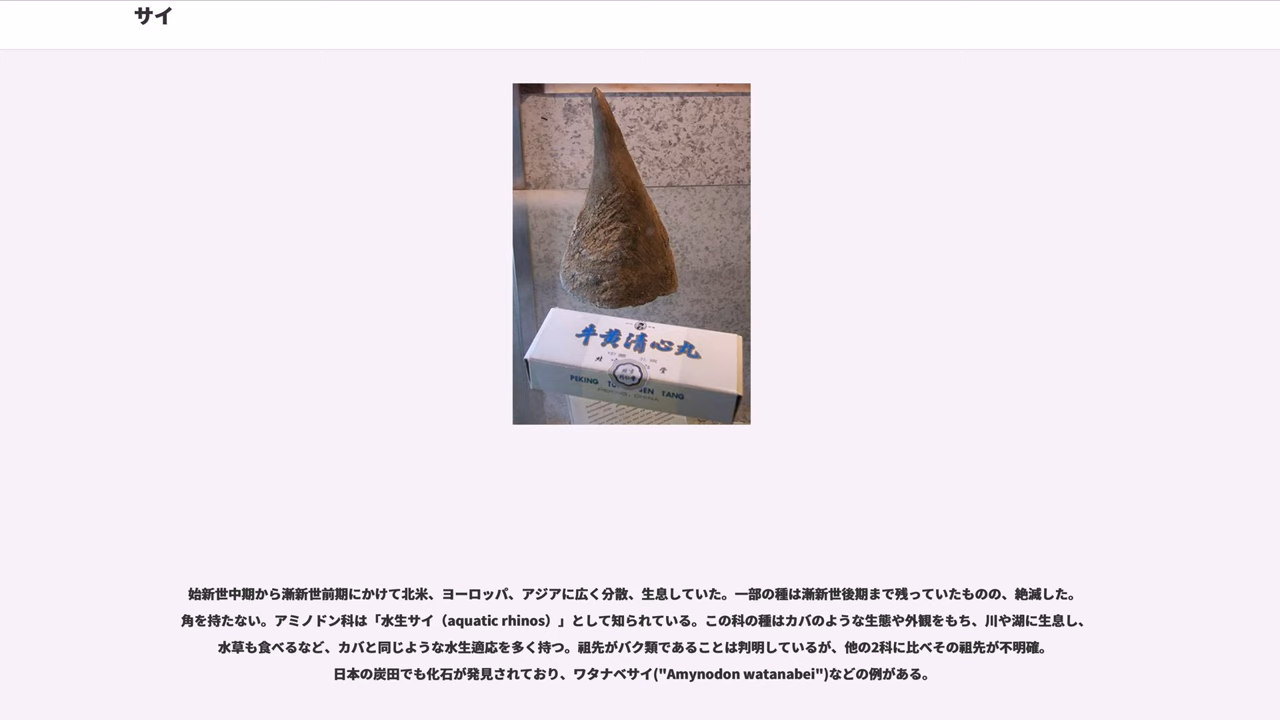 サイ
牛黄清心丸
PEKING
TANG
始新世中期から漸新世前期にかけて北米、ヨーロッパ、アジアに広く分散、生息していた。一部の種は漸新世後期まで残っていたものの、絶滅した。
角を持たない。アミノドン科は「水生サイ（aquatic rhinos）」として知られている。この科の種はカバのような生態や外観をもち、川や湖に生息し、
水草も食べるなど、カバと同じような水生適応を多く持つ。祖先がバク類であることは判明しているが、他の2科に比べその祖先が不明確。
日本の炭田でも化石が発見されており、ワタナベサイ("Amynodon watanabei")などの例がある。